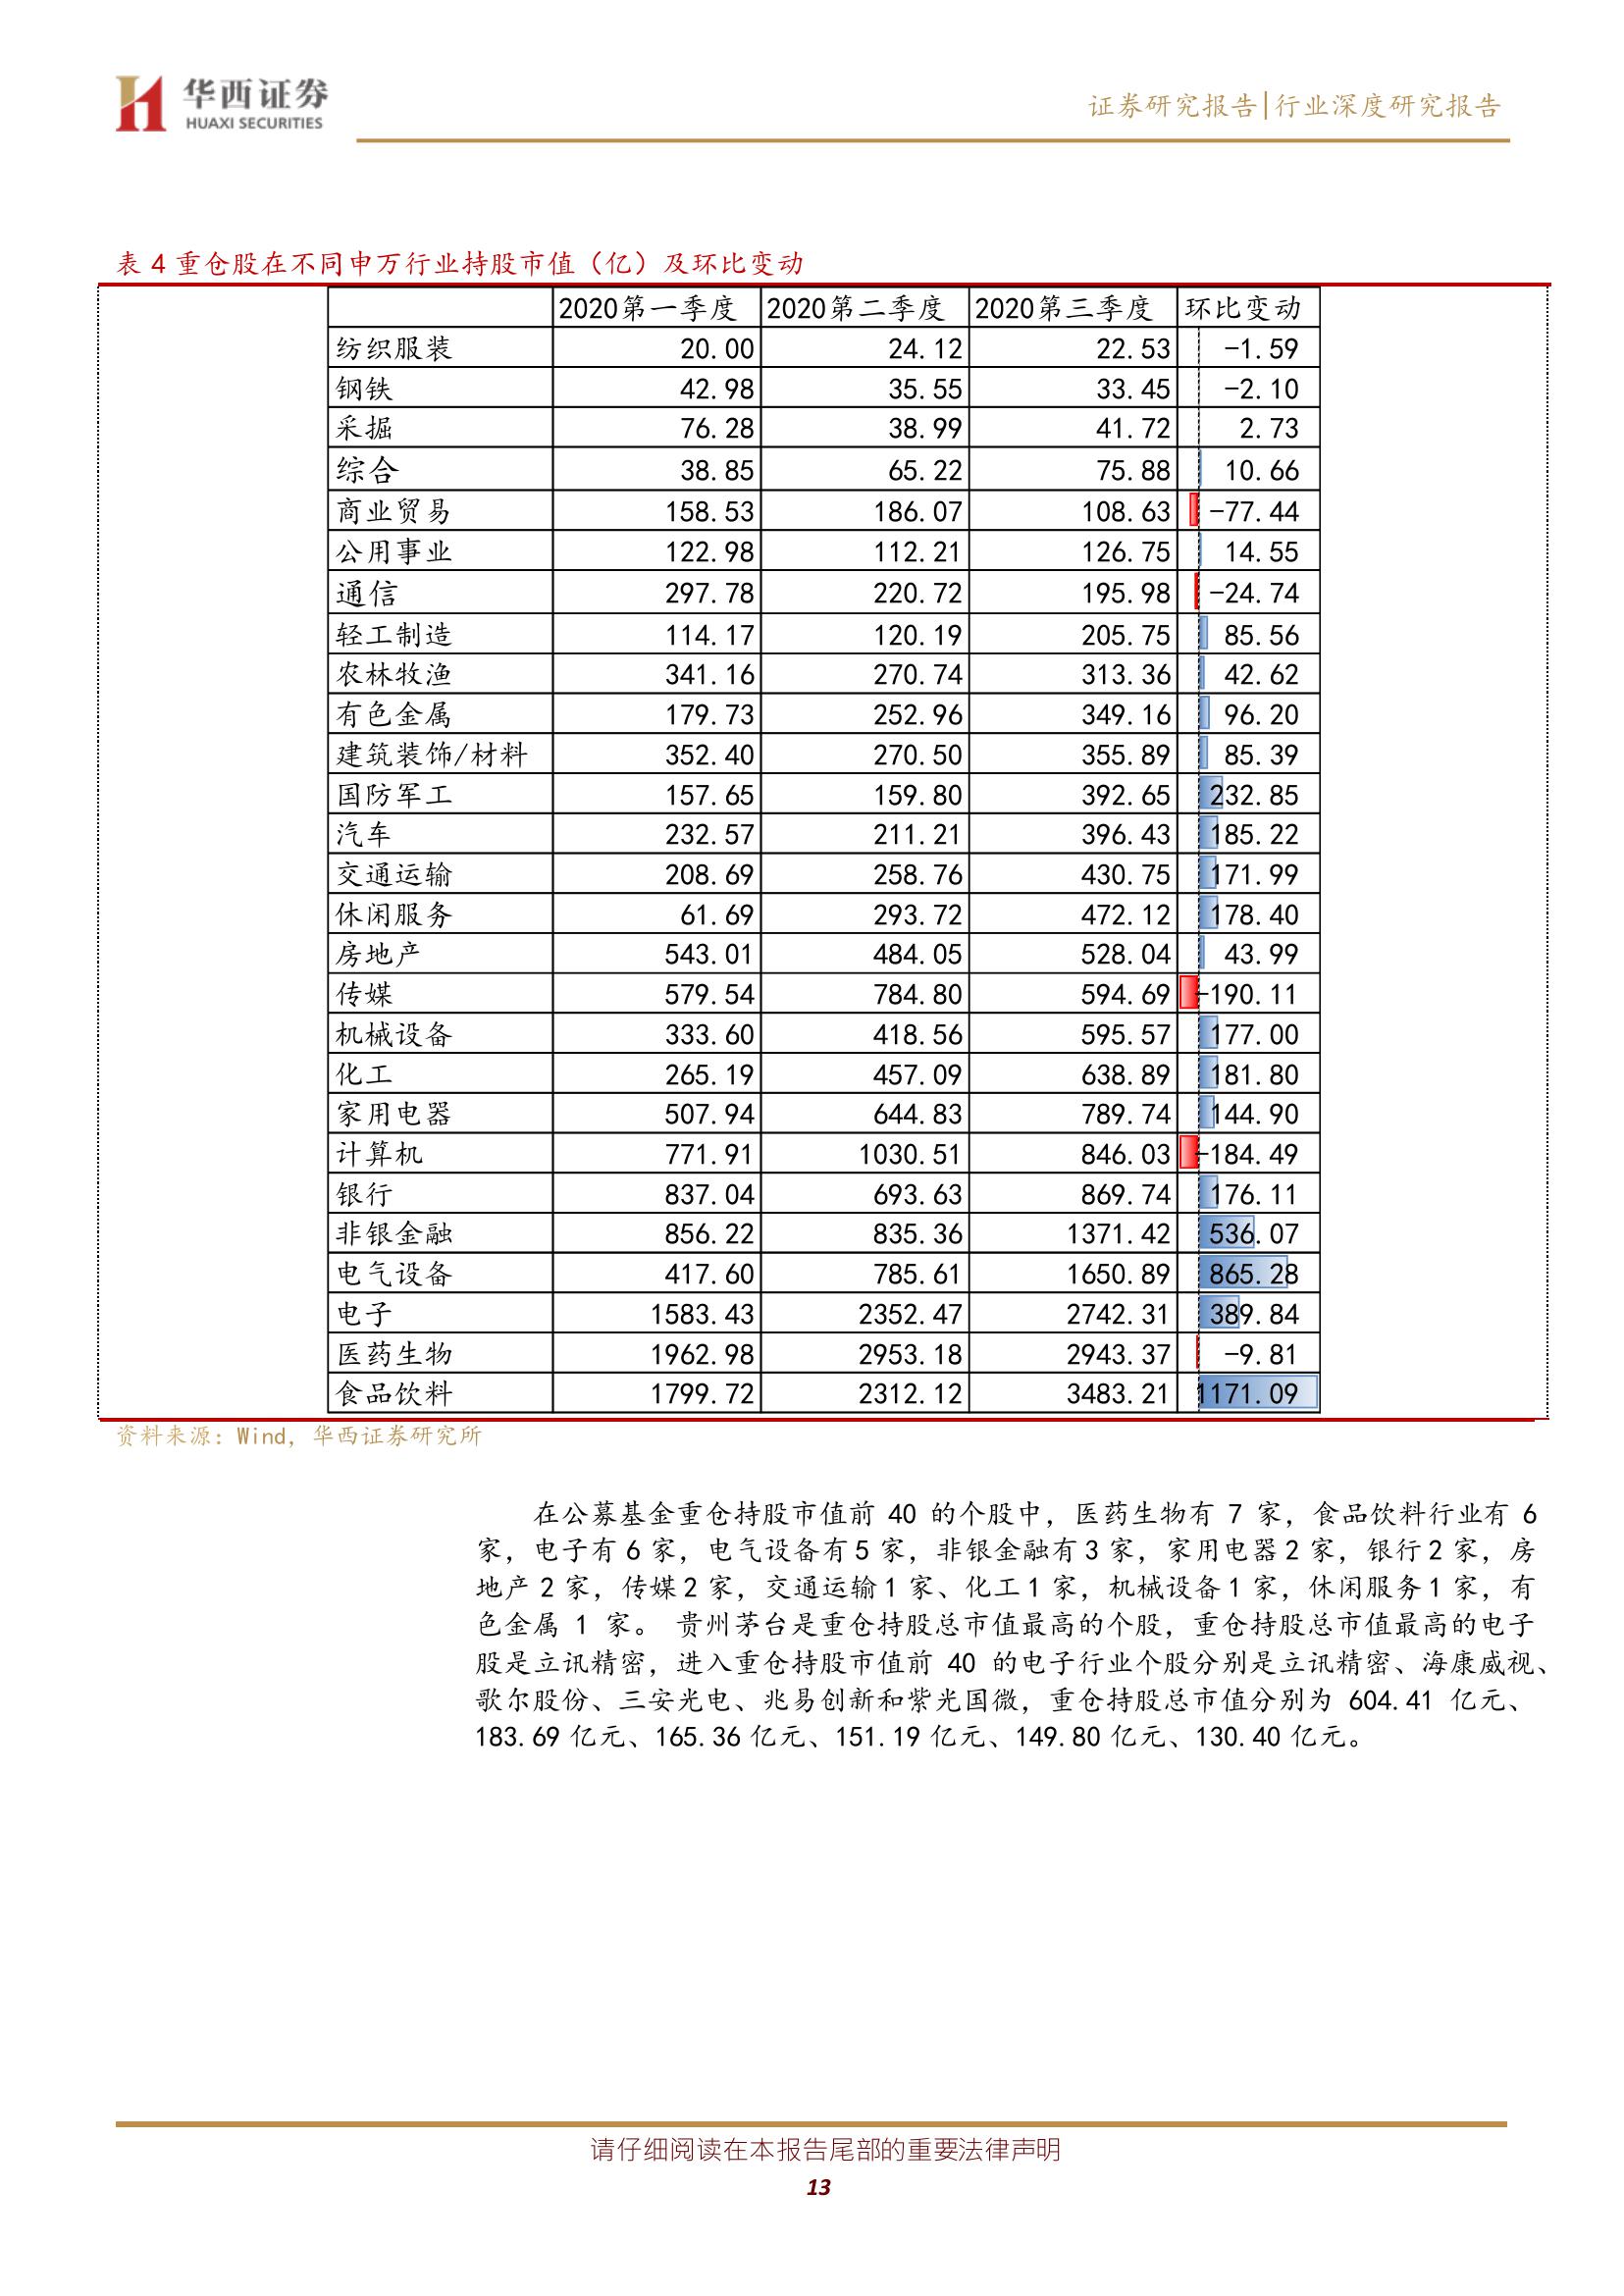 华西证券
HUAXI SECURITIES
证券研究报告|行业深度研究报告
表 4 重仓股在不同申万行业持股市值（亿）及环比变动
2020第一季度 2020第二季度 2020第三季度 环比变动
纺织服装 20.00 24.12 22.53 -1.59
钢铁 42.98 35.55 33.45 -2.10
采掘 76.28 38.99 41.72 2.73
综合 38.85 65.22 75.88 10.66
商业贸易 158.53 186.07 108.63 -77.44
公用事业 122.98 112.21 126.75 14.55
通信 297.78 220.72 195.98 -24.74
轻工制造 114.17 120.19 205.75 85.56
农林牧渔 341.16 270.74 313.36 42.62
有色金属 179.73 252.96 349.16 96.20
建筑装饰/材料 352.40 270.50 355.89 85.39
国防军工 157.65 159.80 392.65 232.85
汽车 232.57 211.21 396.43 185.22
交通运输 208.69 258.76 430.75 171.99
休闲服务 61.69 293.72 472.12 178.40
房地产 543.01 484.05 528.04 43.99
传媒 579.54 784.80 594.69 -190.11
机械设备 333.60 418.56 595.57 177.00
化工 265.19 457.09 638.89 181.80
家用电器 507.94 644.83 789.74 144.90
计算机 771.91 1030.51 846.03 -184.49
银行 837.04 693.63 869.74 176.11
非银金融 856.22 835.36 1371.42 536.07
电气设备 417.60 785.61 1650.89 865.28
电子 1583.43 2352.47 2742.31 389.84
医药生物 1962.98 2953.18 2943.37 -9.81
食品饮料 1799.72 2312.12 3483.21 1171.09
资料来源：Wind，华西证券研究所
在公募基金重仓持股市值前 40 的个股中，医药生物有 7 家，食品饮料行业有 6
家，电子有 6 家，电气设备有 5 家，非银金融有 3 家，家用电器 2 家，银行 2 家，房
地产 2 家，传媒 2 家，交通运输 1 家、化工 1 家，机械设备 1 家，休闲服务 1 家，有
色金属 1 家。 贵州茅台是重仓持股总市值最高的个股，重仓持股总市值最高的电子
股是立讯精密，进入重仓持股市值前 40 的电子行业个股分别是立讯精密、海康威视、
歌尔股份、三安光电、兆易创新和紫光国微，重仓持股总市值分别为 604.41 亿元、
183.69 亿元、165.36 亿元、151.19 亿元、149.80 亿元、130.40 亿元。
请仔细阅读在本报告尾部的重要法律声明
13